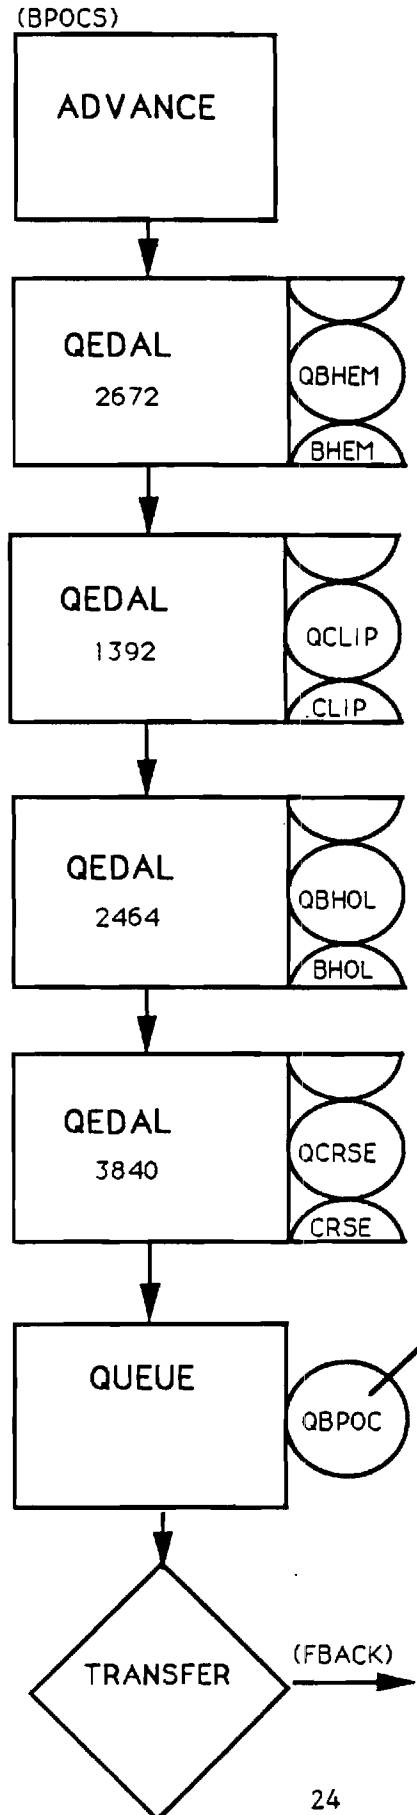 (BPOCS)
ADVANCE
QEDAL
2672
QBHEM
BHEM
QEDAL
1392
QCLIP
CLIP
QEDAL
2464
QBHOL
BHOL
QEDAL
3840
QCRSE
CRSE
QUEUE
QBPOC
TRANSFER
(FBACK)
24